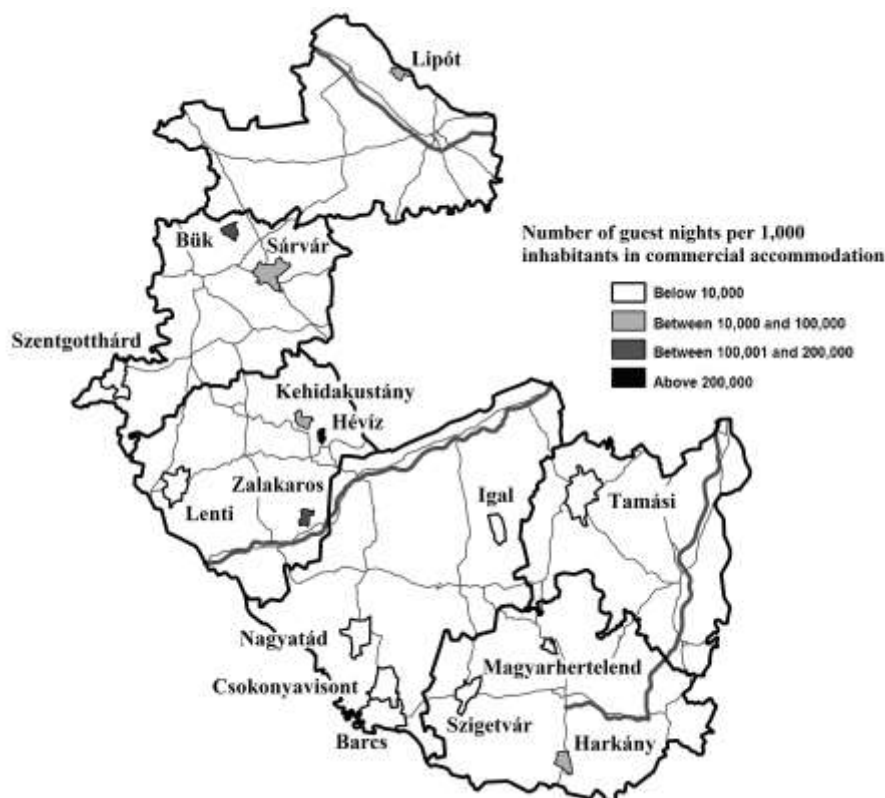 Lipót
Bük
Sárvár
Number of guest nights per 1,000
inhabitants in commercial accommodation
Below 10,000
Between 10,000 and 100,000
Between 100,001 and 200,000
Above 200,000
Szentgotthárd
Kehidakustány
Hévíz
Zalakaros
Lenti
Igal
Tamási
Nagyatád
Magyarhertelend
Csokonyavisont
Szigetvár
Barcs
Harkány